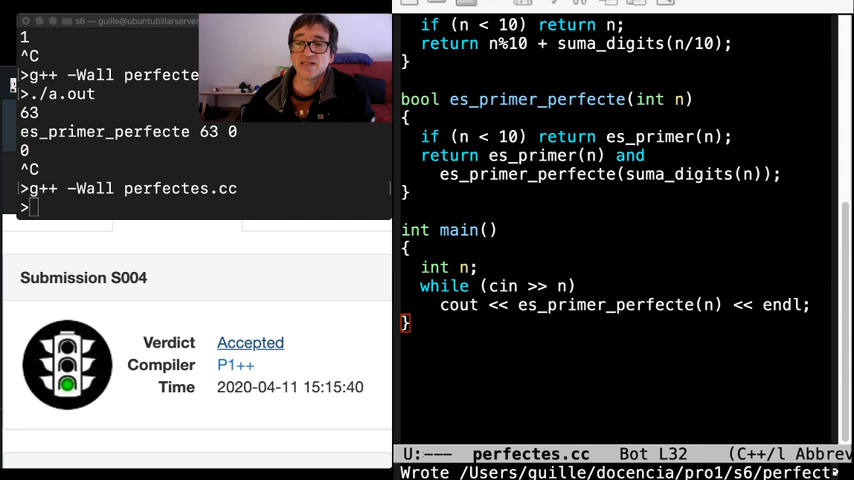 s6 — guille@ubuntubillarserver
1
^C
>g++ -Wall perfecte
>./a.out
63
es_primer_perfecte 63 0
0
^C
>g++ -Wall perfectes.cc
>
Submission S004
Verdict Accepted
Compiler P1++
Time 2020-04-11 15:15:40
if (n < 10) return n;
return n%10 + suma_digits(n/10);
}
bool es_primer_perfecte(int n)
{
if (n < 10) return es_primer(n);
return es_primer(n) and
es_primer_perfecte(suma_digits(n));
}
int main()
{
int n;
while (cin >> n)
cout << es_primer_perfecte(n) << endl;
}
U:--- perfectes.cc Bot L32 (C++/l Abbrev
Wrote /Users/guille/docencia/pro1/s6/perfect